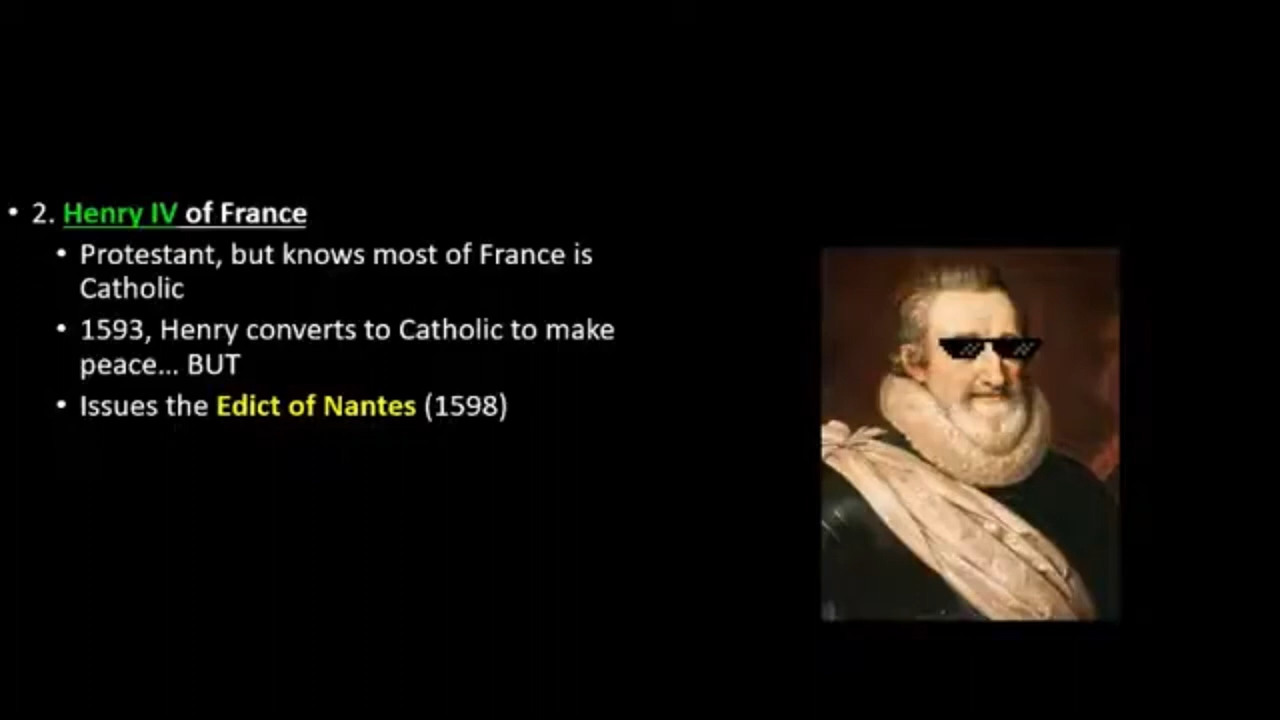 • 2. Henry IV of France
• Protestant, but knows most of France is
Catholic
• 1593, Henry converts to Catholic to make
peace... BUT
• Issues the Edict of Nantes (1598)